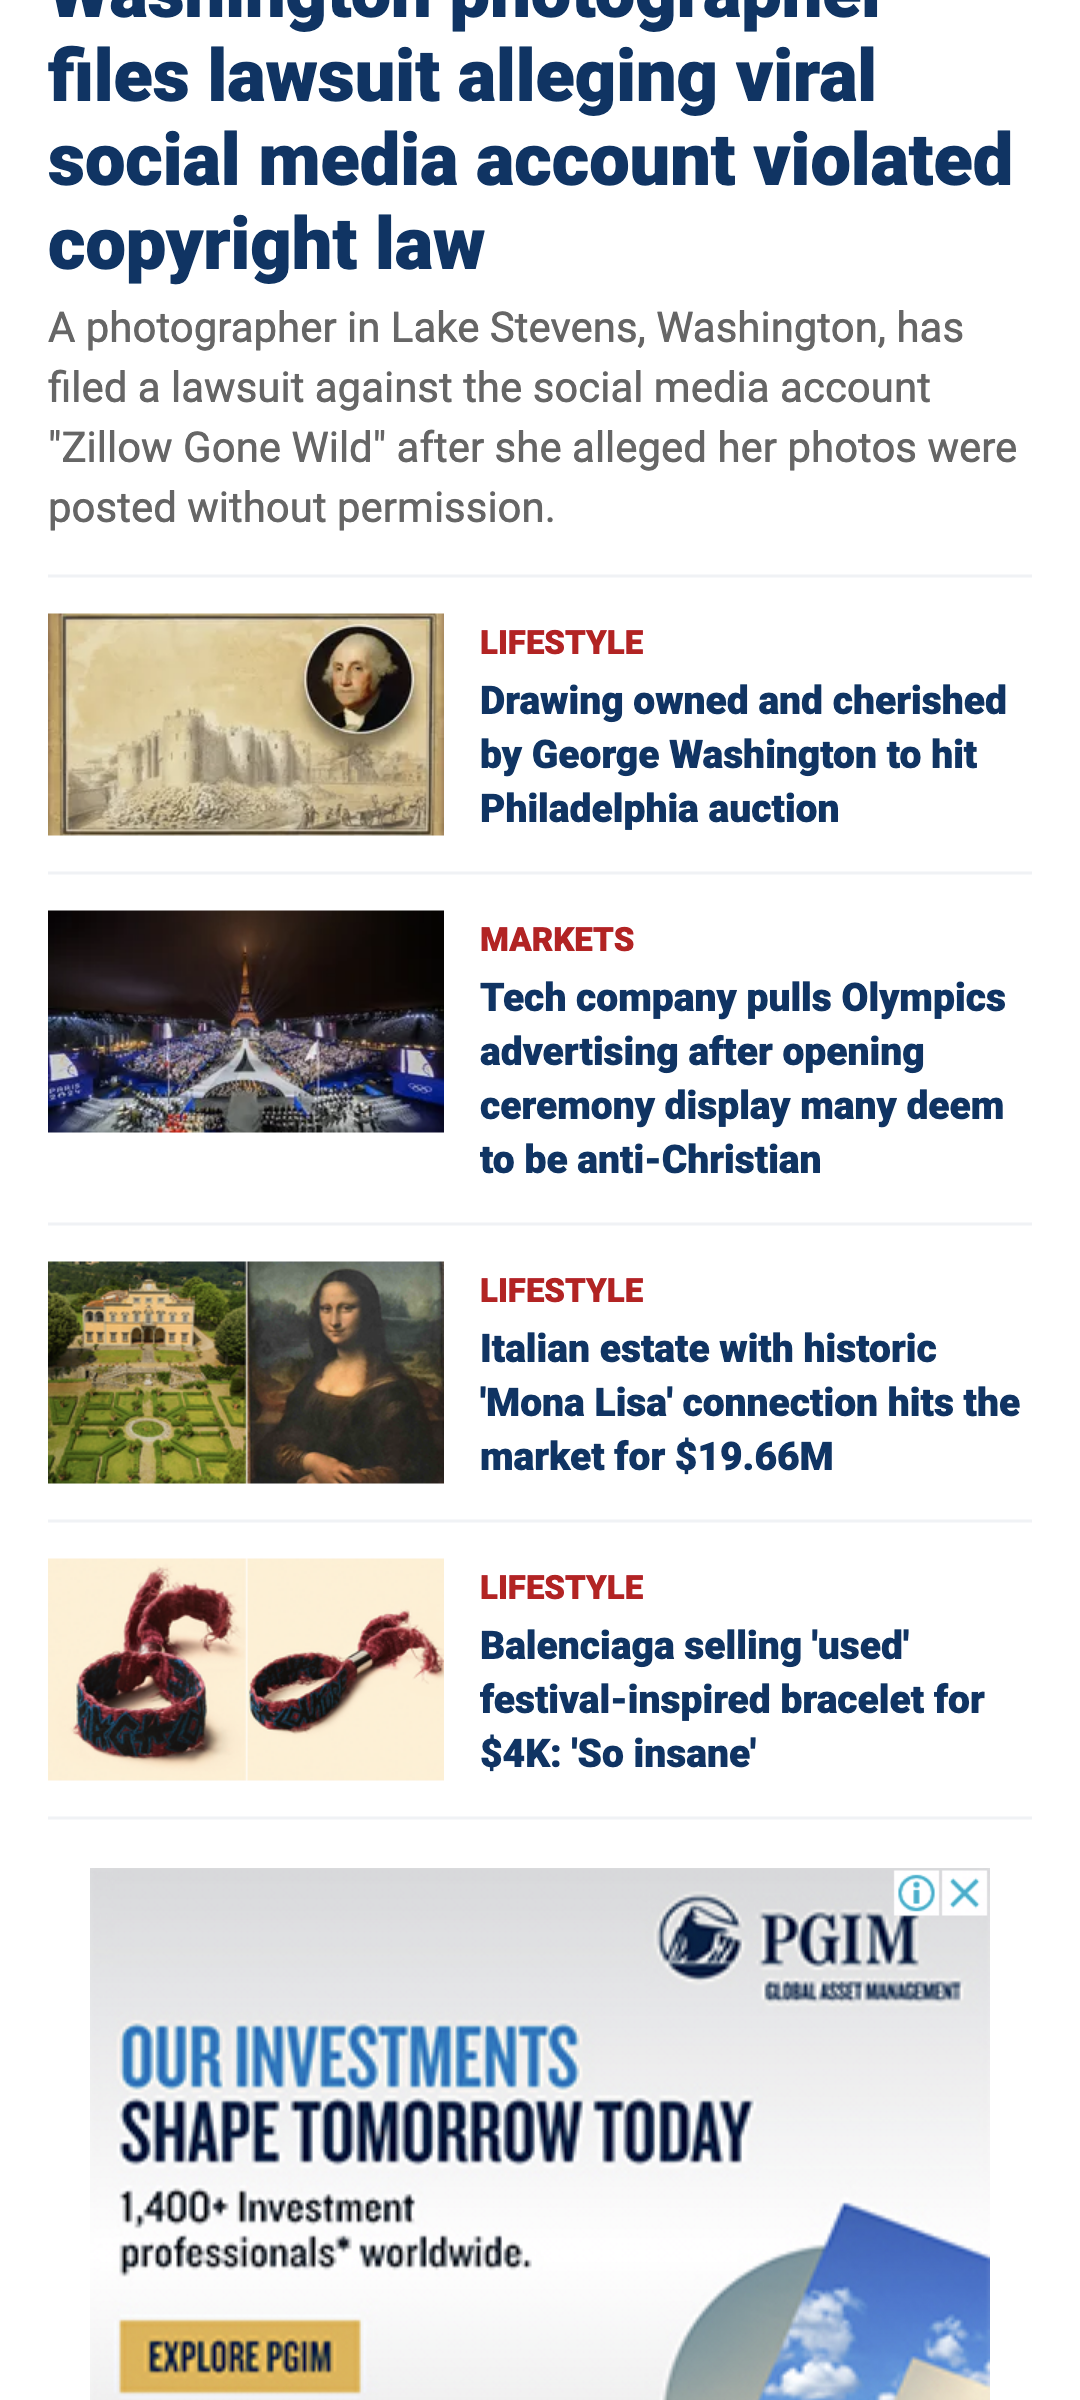 Washington photographer
files lawsuit alleging viral
social media account violated
copyright law
A photographer in Lake Stevens, Washington, has
filed a lawsuit against the social media account
"Zillow Gone Wild" after she alleged her photos were
posted without permission.
LIFESTYLE
Drawing owned and cherished
by George Washington to hit
Philadelphia auction
MARKETS
Tech company pulls Olympics
advertising after opening
ceremony display many deem
to be anti-Christian
PARIS
2024
LIFESTYLE
Italian estate with historic
'Mona Lisa' connection hits the
market for $19.66M
LIFESTYLE
Balenciaga selling 'used'
festival-inspired bracelet for
$4K: 'So insane'
PGIM
GLOBAL ASSET MANAGEMENT
OUR INVESTMENTS
SHAPE TOMORROW TODAY
1,400+ Investment
professionals* worldwide.
EXPLORE PGIM